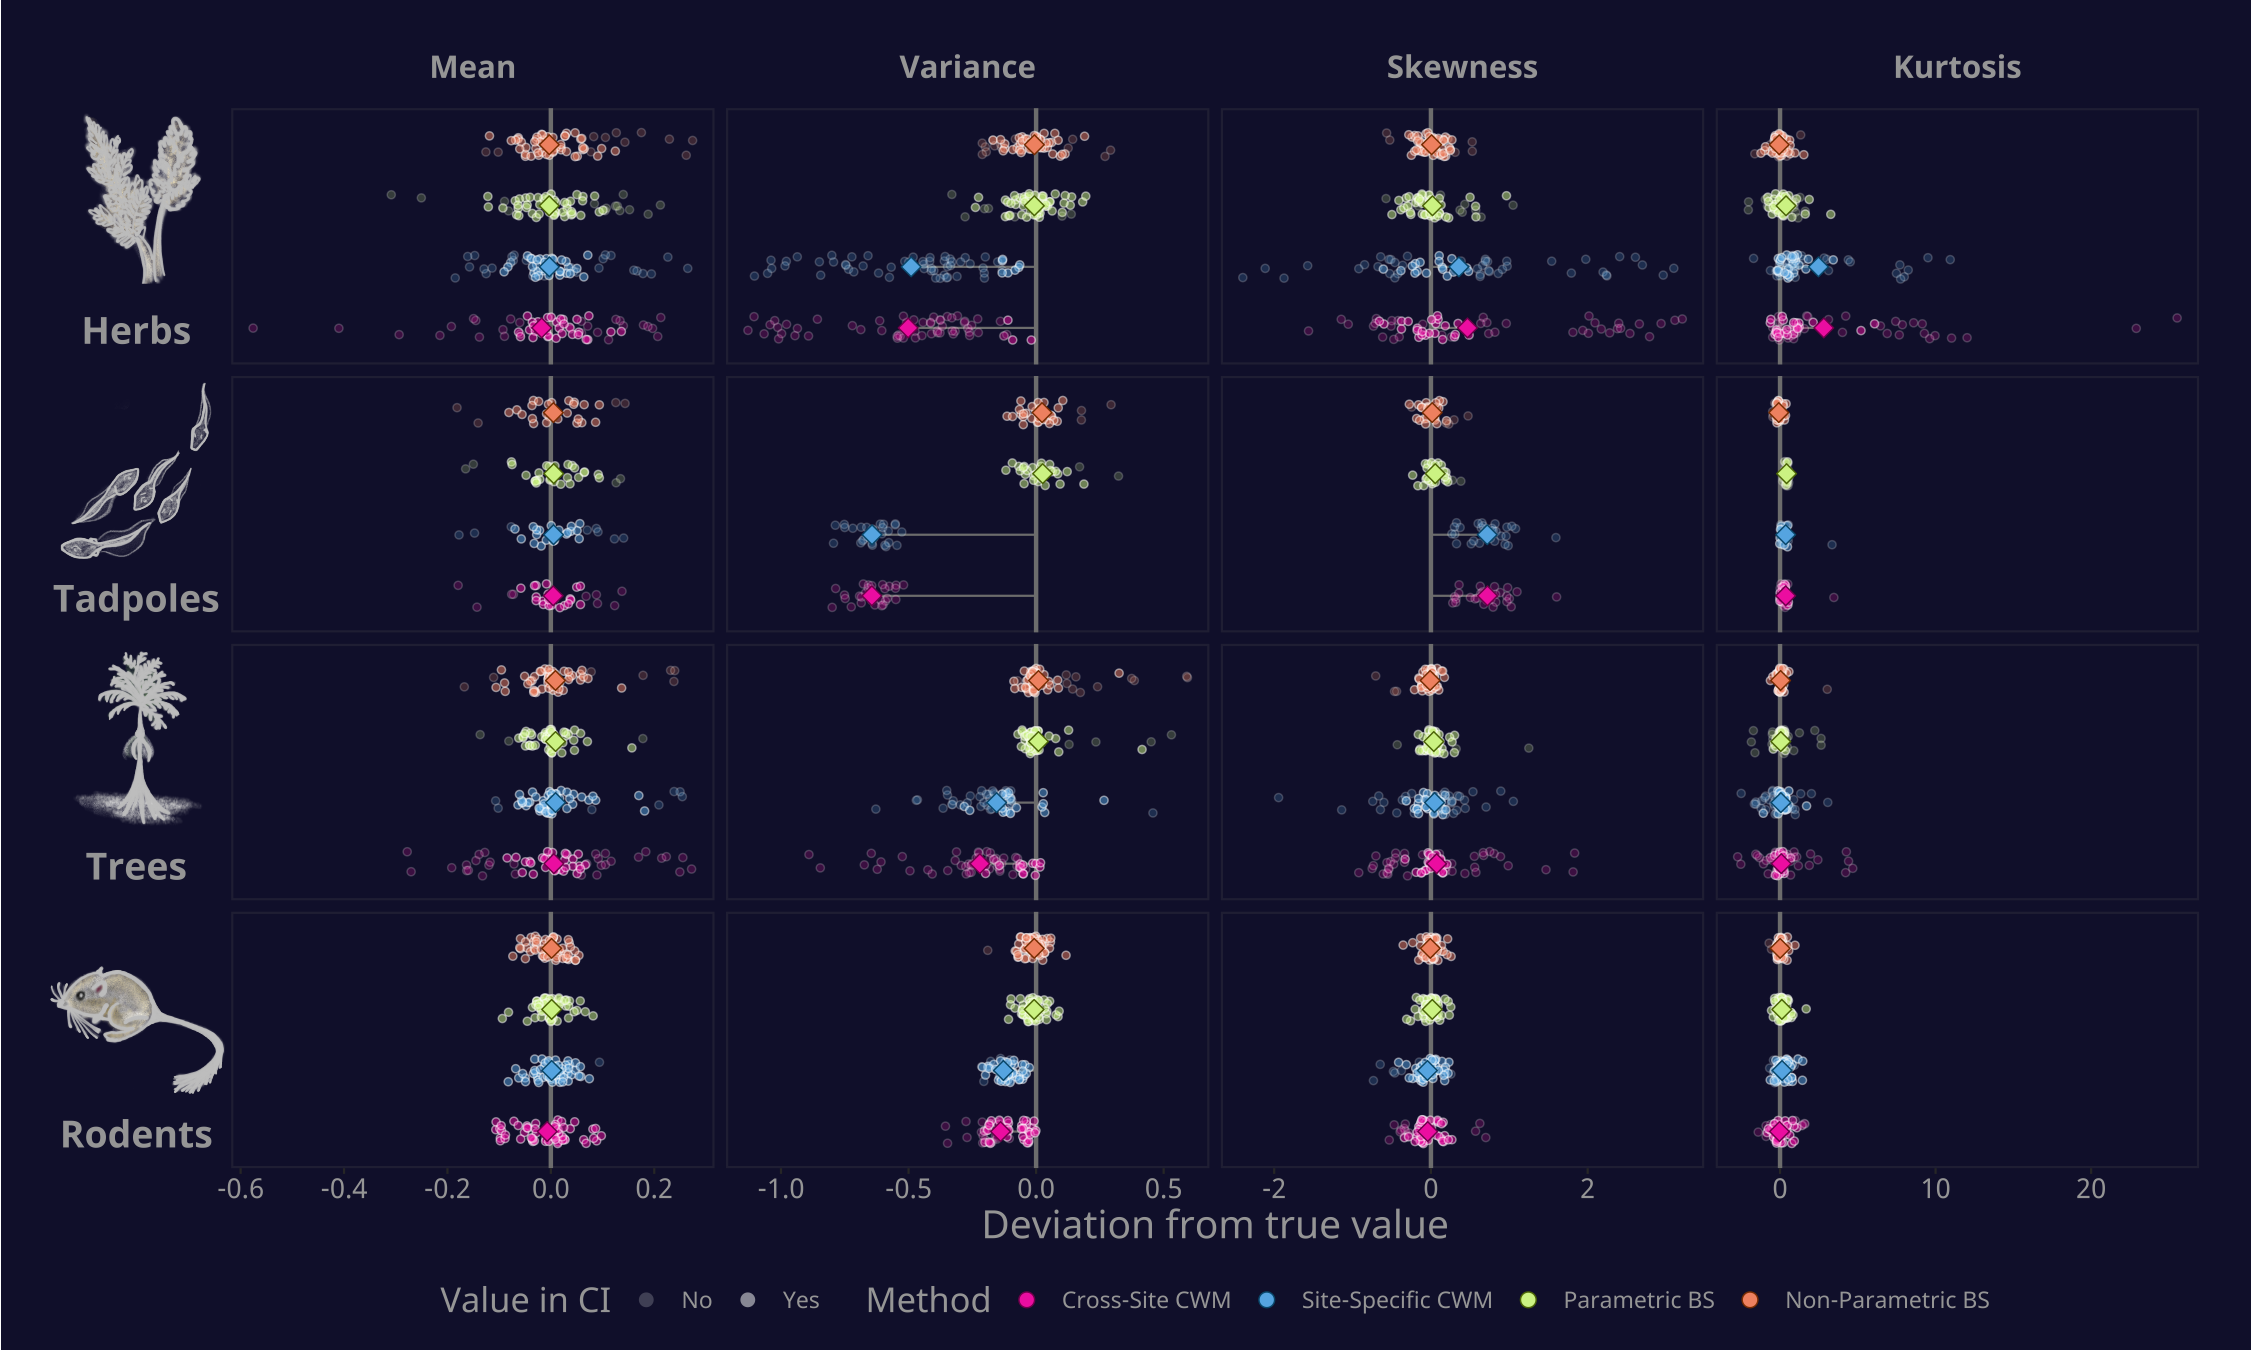 Mean Variance Skewness Kurtosis
Herbs
Tadpoles
Trees
Rodents
-0.6 -0.4 -0.2 0.0 0.2 -1.0 -0.5 0.0 0.5 -2 0 2 0 10 20
Deviation from true value
Value in CI No Yes Method Cross-Site CWM Site-Specific CWM Parametric BS Non-Parametric BS